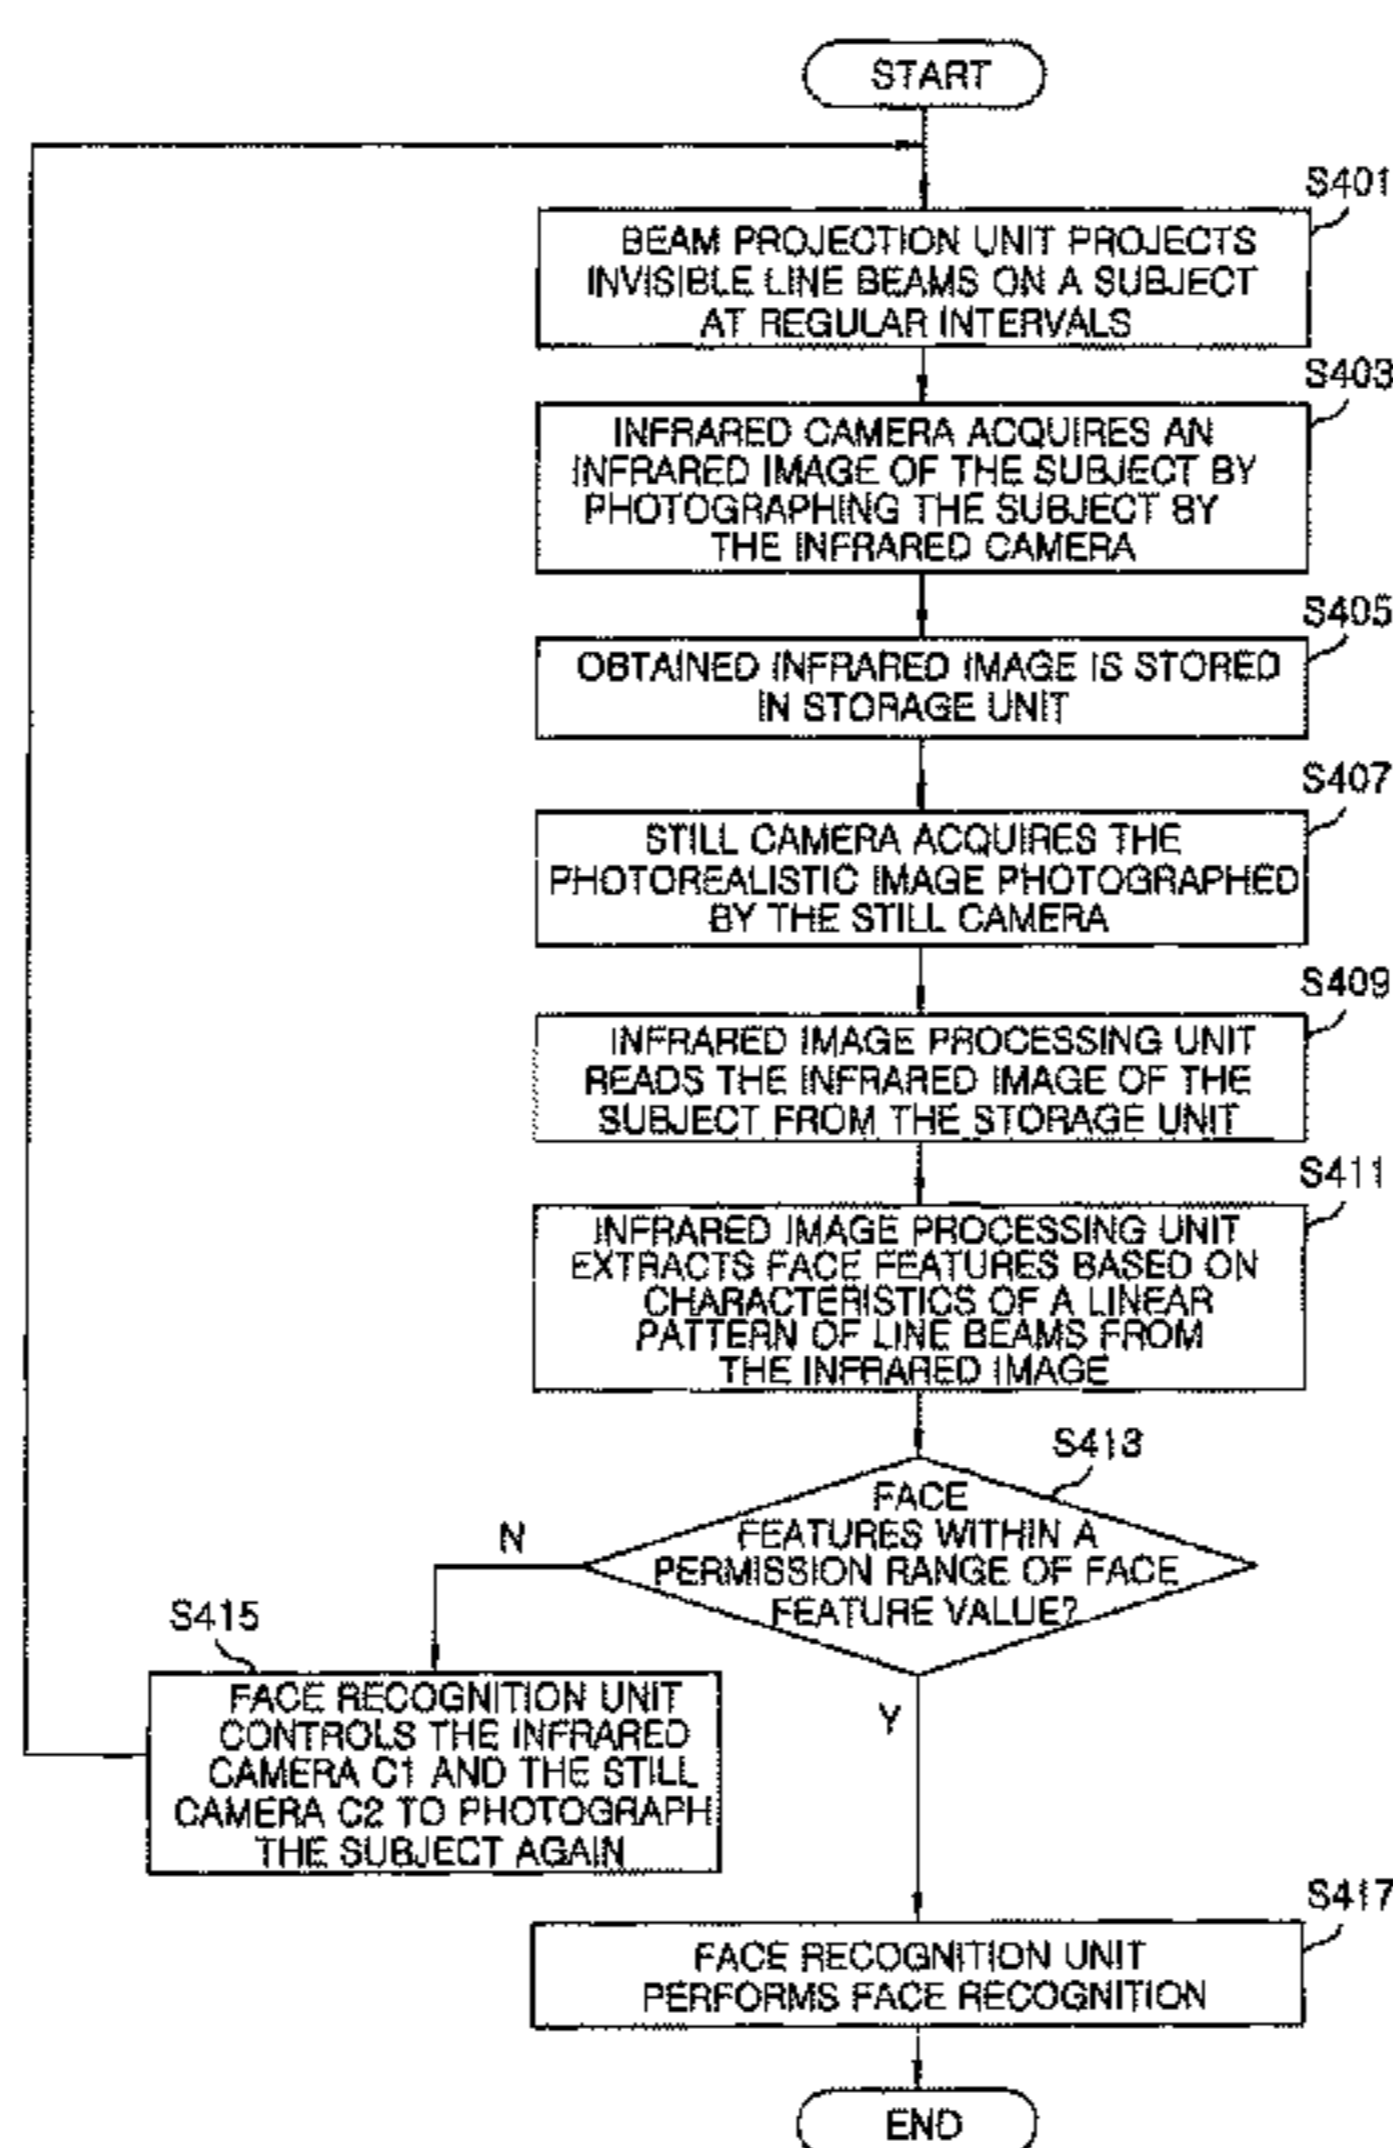 START
S401
BEAM PROJECTION UNIT PROJECTS
INVISIBLE LINE BEAMS ON A SUBJECT
AT REGULAR INTERVALS
S403
INFRARED CAMERA ACQUIRES AN
INFRARED IMAGE OF THE SUBJECT BY
PHOTOGRAPHING THE SUBJECT BY
THE INFRARED CAMERA
S405
OBTAINED INFRARED IMAGE IS STORED
IN STORAGE UNIT
S407
STILL CAMERA ACQUIRES THE
PHOTOREALISTIC IMAGE PHOTOGRAPHED
BY THE STILL CAMERA
S409
INFRARED IMAGE PROCESSING UNIT
READS THE INFRARED IMAGE OF THE
SUBJECT FROM THE STORAGE UNIT
S411
INFRARED IMAGE PROCESSING UNIT
EXTRACTS FACE FEATURES BASED ON
CHARACTERISTICS OF A LINEAR
PATTERN OF LINE BEAMS FROM
THE INFRARED IMAGE
S413
FACE
FEATURES WITHIN A
PERMISSION RANGE OF FACE
FEATURE VALUE?
N
S415
FACE RECOGNITION UNIT
CONTROLS THE INFRARED
CAMERA C1 AND THE STILL
CAMERA C2 TO PHOTOGRAPH
THE SUBJECT AGAIN
Y
S417
FACE RECOGNITION UNIT
PERFORMS FACE RECOGNITION
END